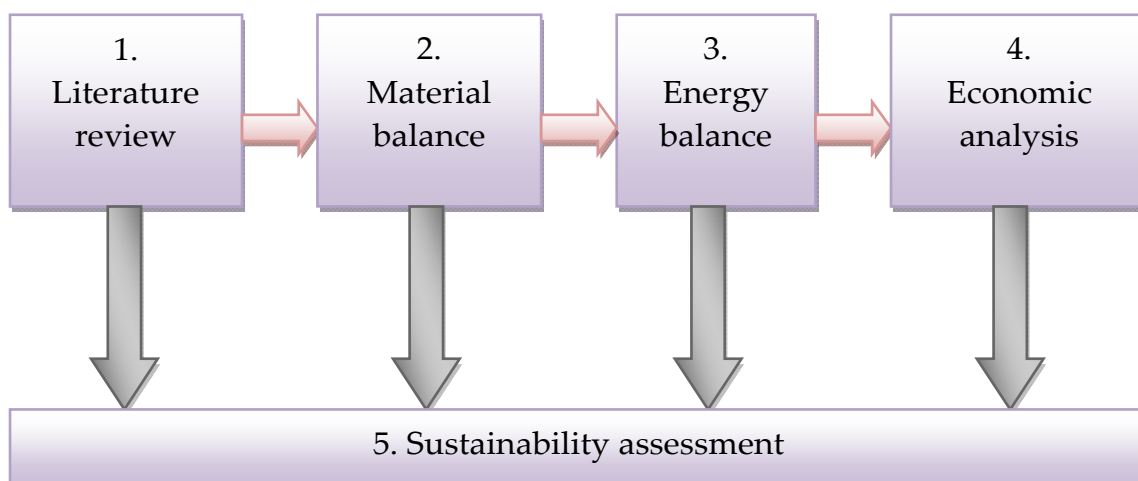 1.
Literature
review
2.
Material
balance
3.
Energy
balance
4.
Economic
analysis
5. Sustainability assessment